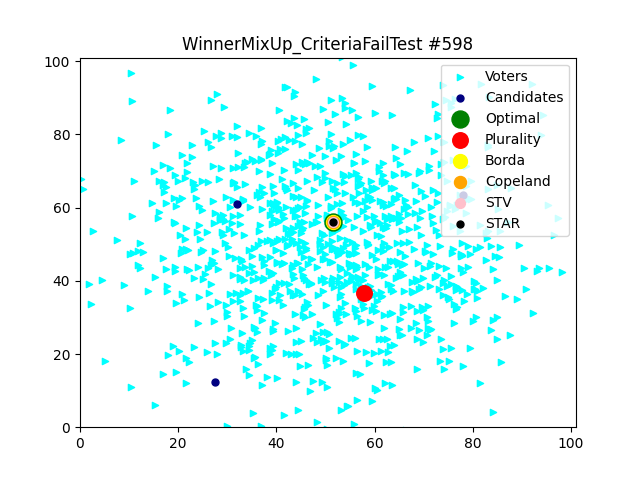 WinnerMixUp_CriteriaFailTest #598
100
80
60
40
20
0
0
20
40
60
80
100
Voters
Candidates
Optimal
Plurality
Borda
Copeland
STV
STAR